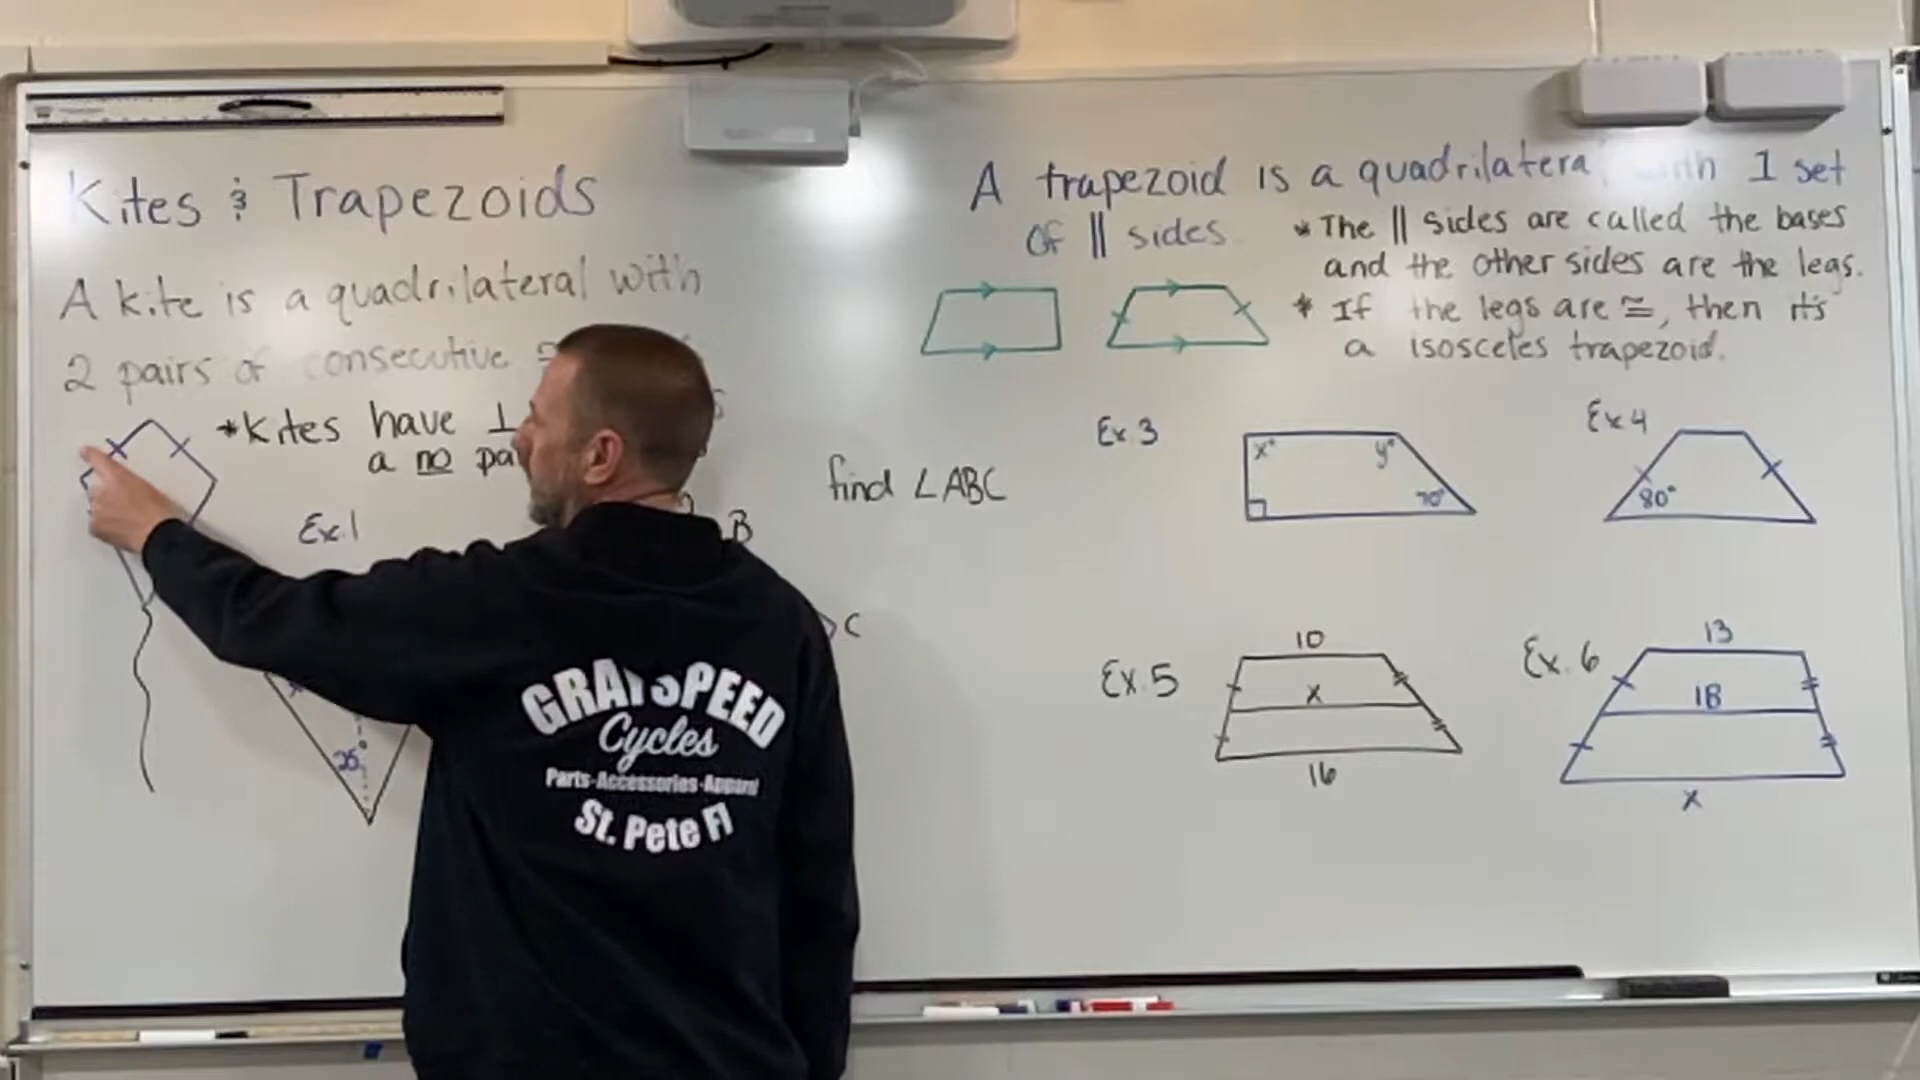 Kites & Trapezoids
A kite is a quadrilateral with
2 pairs of consecutive
*Kites have ⊥
a no
Ex.1
25°
B
C
find ∠ABC
A trapezoid is a quadrilatera 1 set
of || sides.
* The || sides are called the bases
and the other sides are the legs.
* If the legs are ≅, then it's
a isosceles trapezoid.
Ex.3
x°
y°
70°
Ex.4
80°
Ex.5
10
x
16
Ex.6
13
18
x
GRA SPEED
Cycles
Parts-Accessories-Apparel
St. Pete Fl